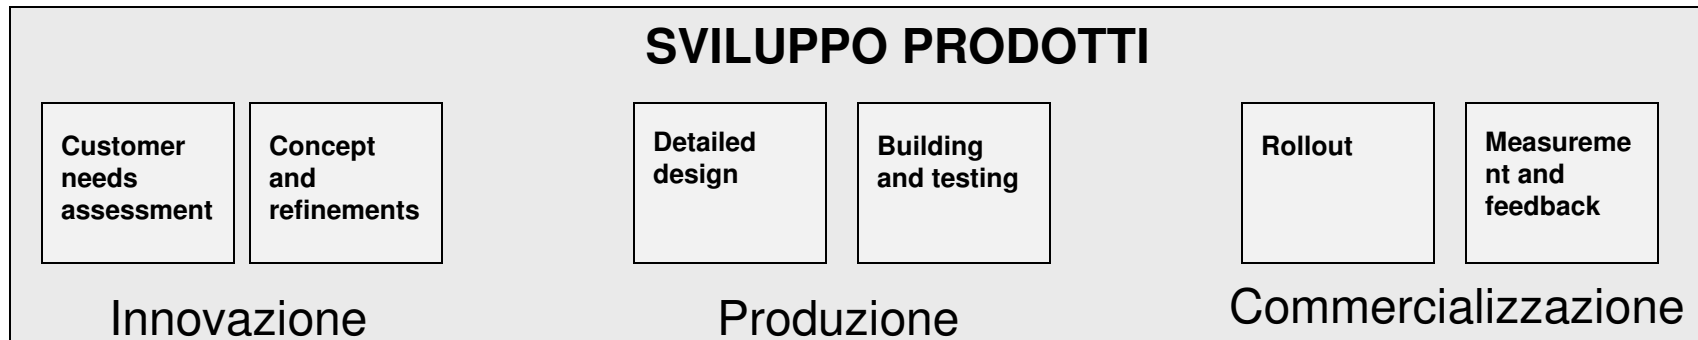 SVILUPPO PRODOTTI
Customer
needs
assessment
Concept
and
refinements
Detailed
design
Building
and testing
Rollout
Measureme
nt and
feedback
Innovazione
Produzione
Commercializzazione